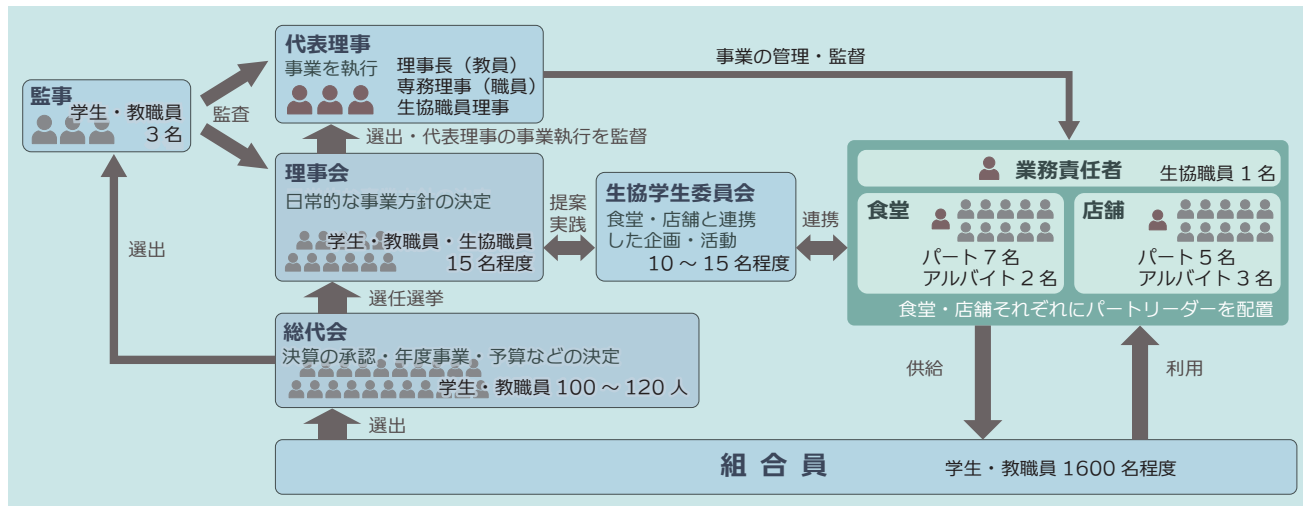 代表理事
事業を執行
理事長（教員）
専務理事（職員）
生協職員理事
事業の管理・監督
監事
学生・教職員
3 名
監査
選出・代表理事の事業執行を監督
理事会
日常的な事業方針の決定
学生・教職員・生協職員
15 名程度
提案
実践
生協学生委員会
食堂・店舗と連携
した企画・活動
10 ～ 15 名程度
連携
業務責任者
生協職員 1 名
食堂
パート 7 名
アルバイト 2 名
店舗
パート 5 名
アルバイト 3 名
食堂・店舗それぞれにパートリーダーを配置
選出
選任選挙
総代会
決算の承認・年度事業・予算などの決定
学生・教職員 100 ～ 120 人
供給
利用
選出
組合員
学生・教職員 1600 名程度